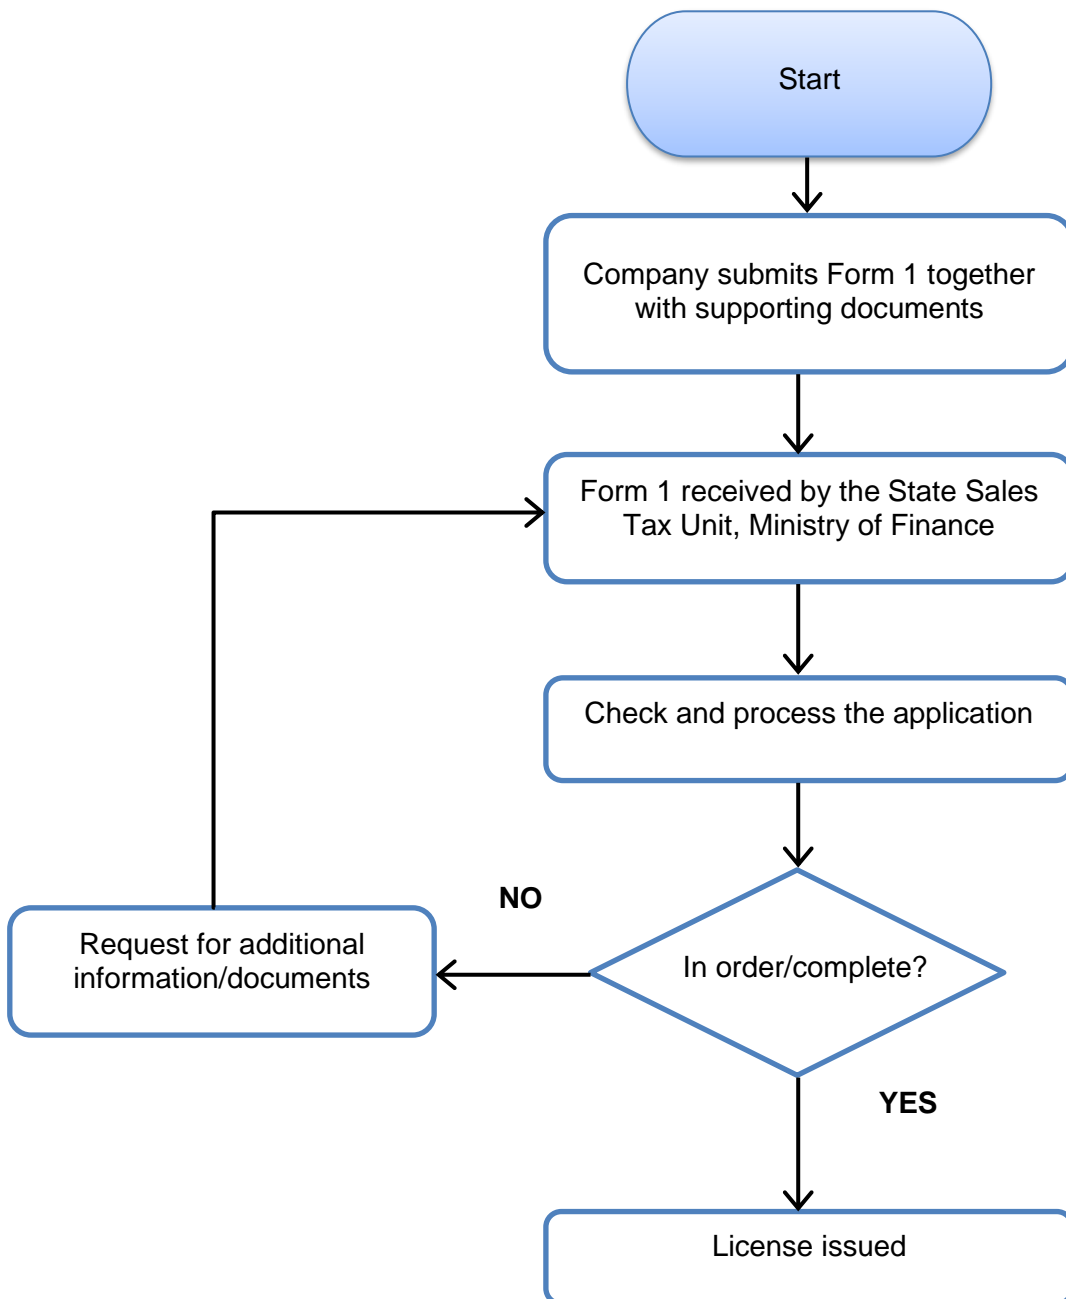 Start
Company submits Form 1 together
with supporting documents
Form 1 received by the State Sales
Tax Unit, Ministry of Finance
Check and process the application
NO
Request for additional
information/documents
In order/complete?
YES
License issued